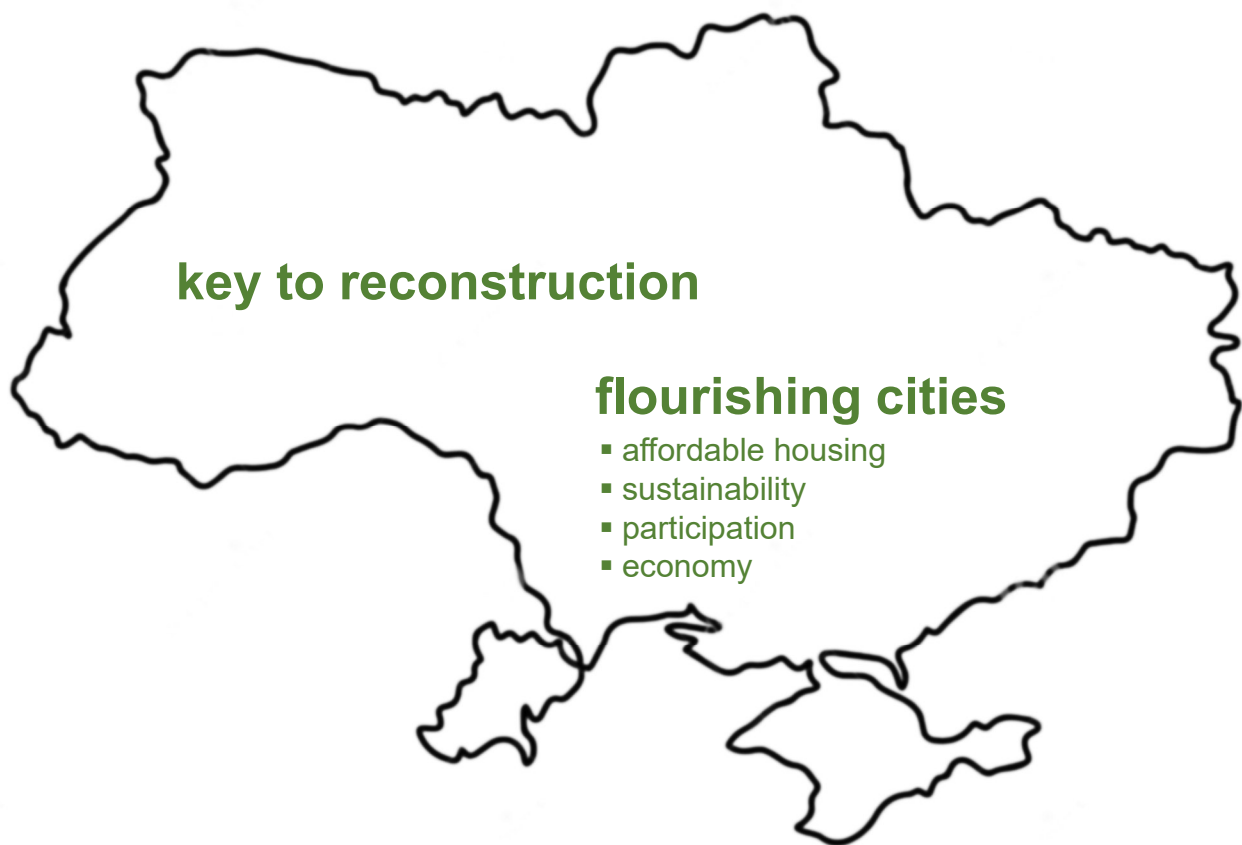 key to reconstruction
flourishing cities
▪ affordable housing
▪ sustainability
▪ participation
▪ economy